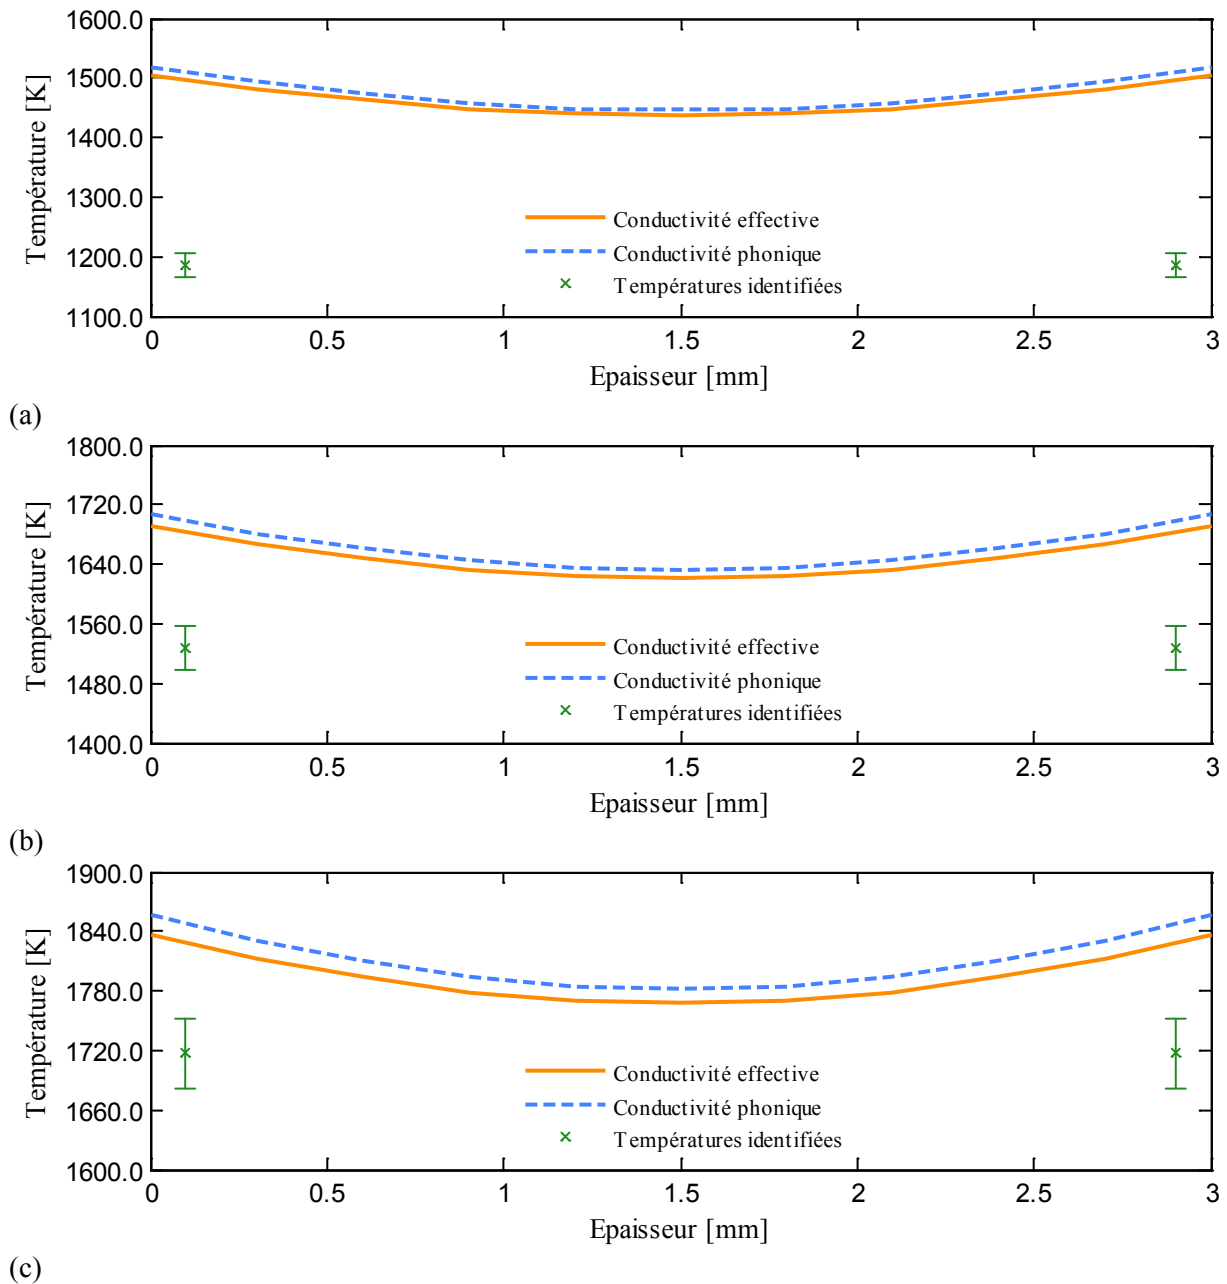 1600.0
1500.0
1400.0
1300.0
1200.0
1100.0
Température [K]
Conductivité effective
Conductivité phonique
Températures identifiées
0 0.5 1 1.5 2 2.5 3
Epaisseur [mm]
(a)
1800.0
1720.0
1640.0
1560.0
1480.0
1400.0
Température [K]
Conductivité effective
Conductivité phonique
Températures identifiées
0 0.5 1 1.5 2 2.5 3
Epaisseur [mm]
(b)
1900.0
1840.0
1780.0
1720.0
1660.0
1600.0
Température [K]
Conductivité effective
Conductivité phonique
Températures identifiées
0 0.5 1 1.5 2 2.5 3
Epaisseur [mm]
(c)